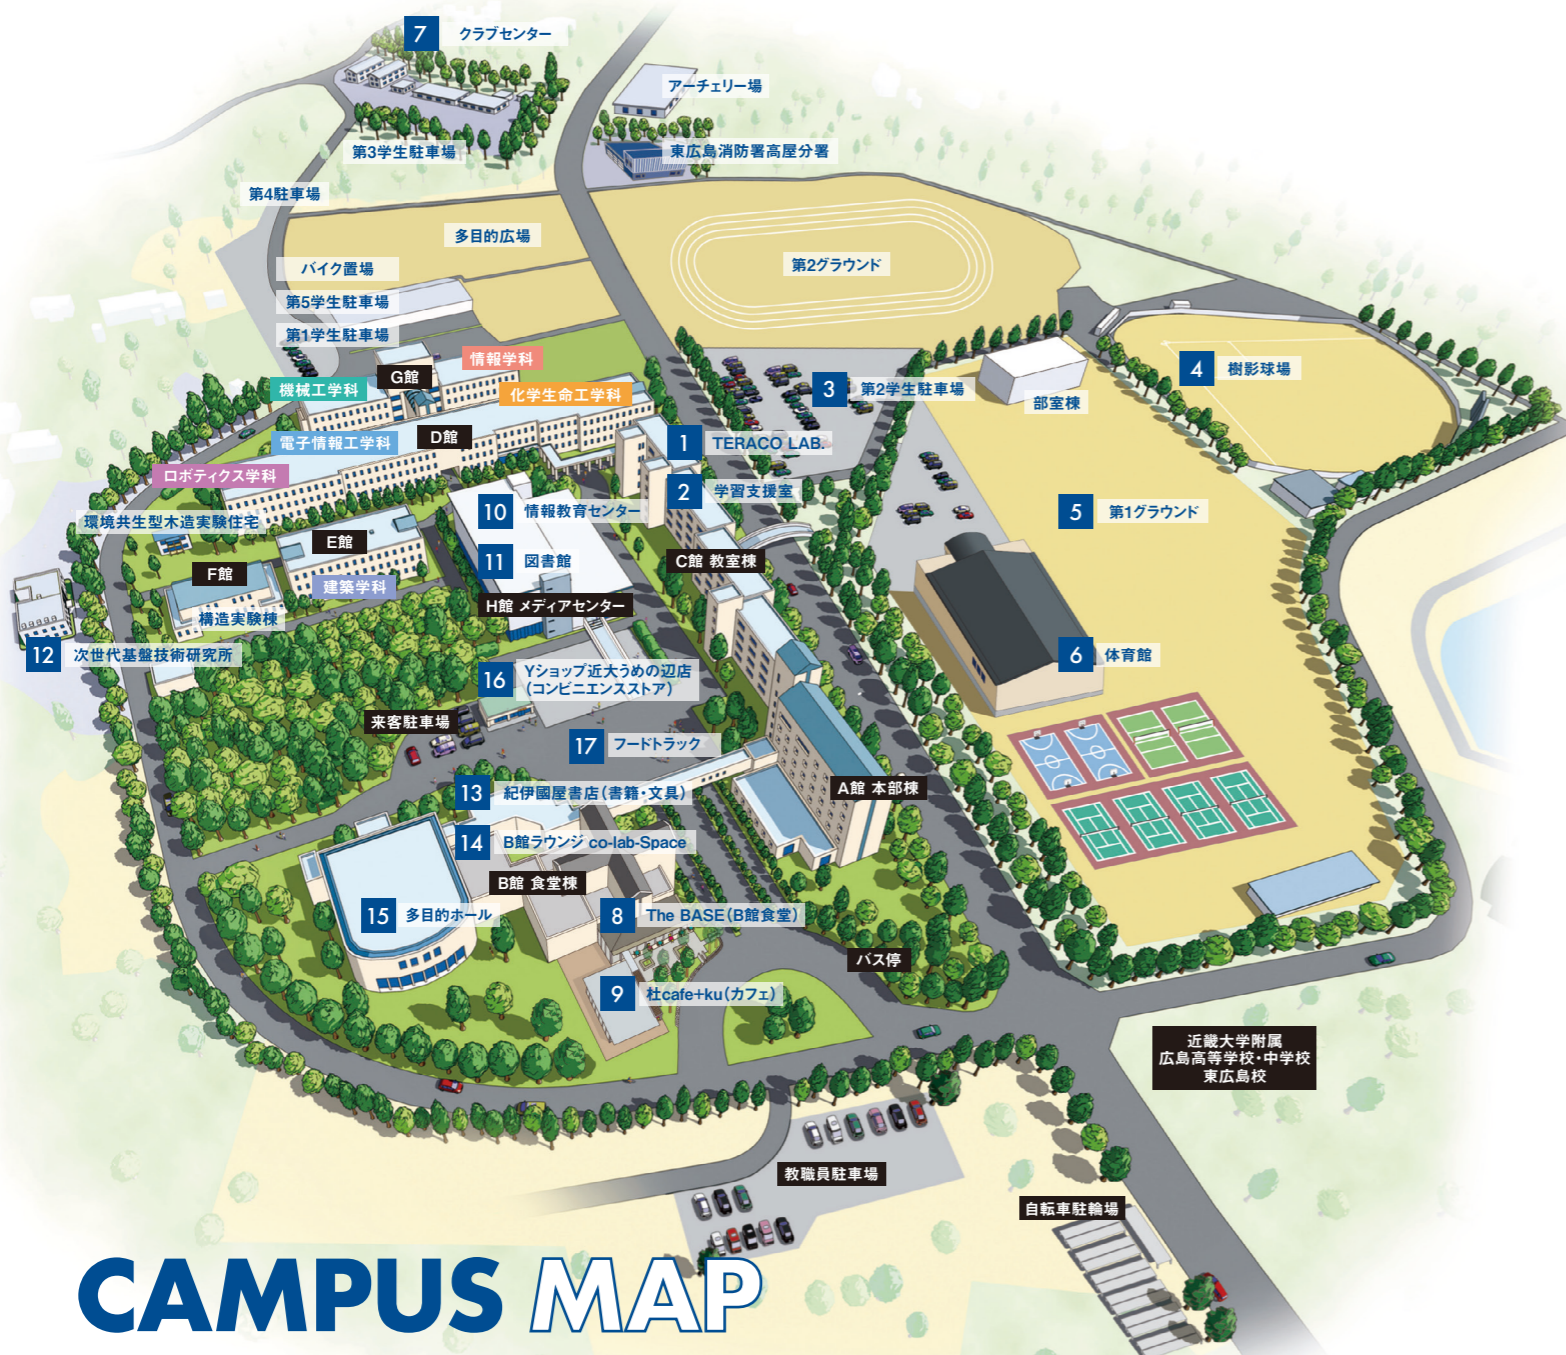 7 クラブセンター
アーチェリー場
第3学生駐車場
東広島消防署高屋分署
第4駐車場
多目的広場
バイク置場
第2グラウンド
第5学生駐車場
第1学生駐車場
情報学科
G館
機械工学科
化学生命工学科
3 第2学生駐車場
4 樹影球場
部室棟
電子情報工学科
D館
1 TERACO LAB.
ロボティクス学科
2 学習支援室
10 情報教育センター
5 第1グラウンド
環境共生型木造実験住宅
E館
11 図書館
C館 教室棟
F館
建築学科
H館 メディアセンター
構造実験棟
12 次世代基盤技術研究所
6 体育館
16 Yショップ近大うめの辺店
(コンビニエンスストア)
来客駐車場
17 フードトラック
13 紀伊國屋書店(書籍・文具)
A館 本部棟
14 B館ラウンジ co-lab-Space
B館 食堂棟
15 多目的ホール
8 The BASE(B館食堂)
バス停
9 杜cafe+ku(カフェ)
近畿大学附属
広島高等学校・中学校
東広島校
教職員駐車場
自転車駐輪場
CAMPUS MAP